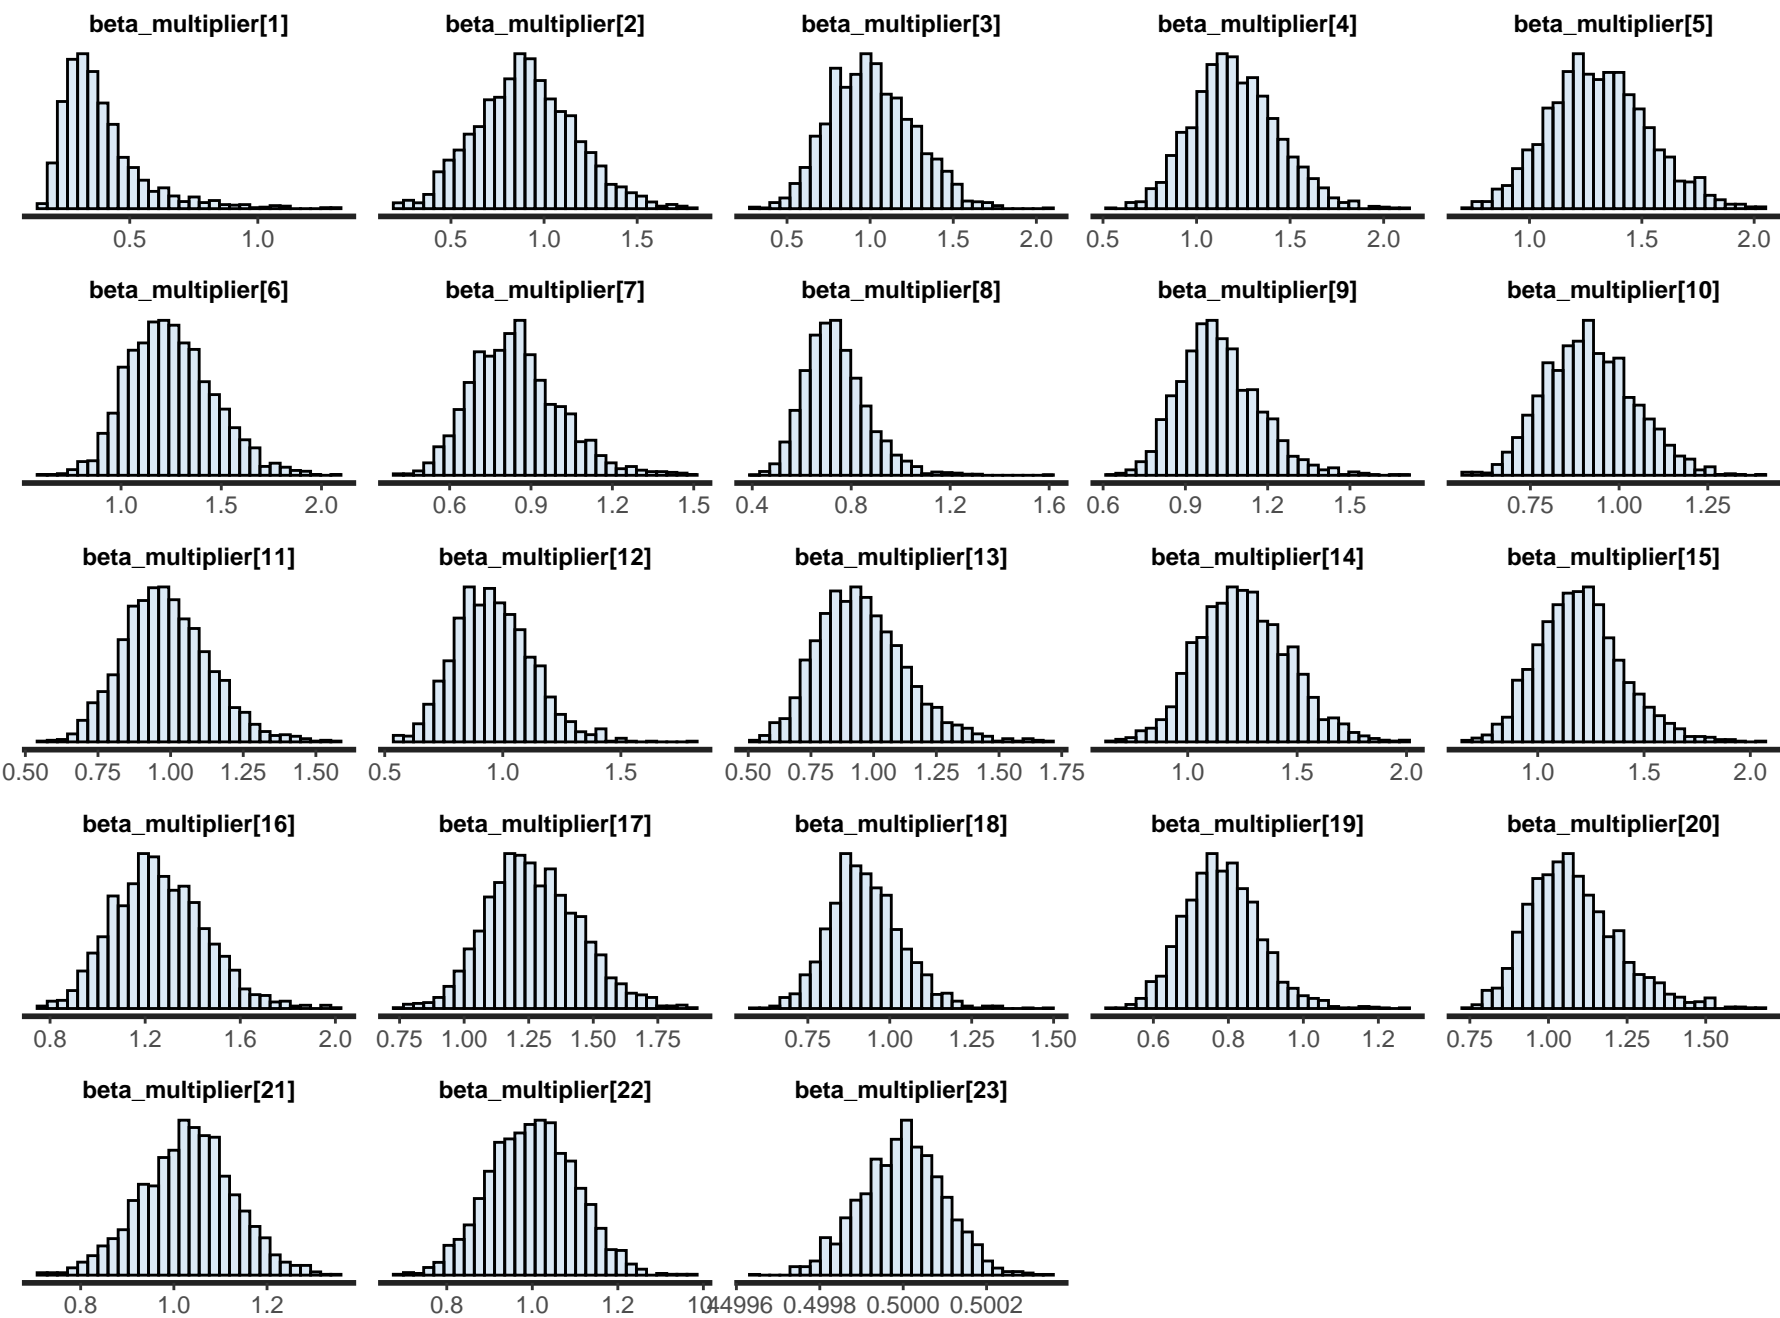 beta_multiplier[1] beta_multiplier[2] beta_multiplier[3] beta_multiplier[4] beta_multiplier[5]
0.5 1.0 0.5 1.0 1.5 0.5 1.0 1.5 2.0 0.5 1.0 1.5 2.0 1.0 1.5 2.0
beta_multiplier[6] beta_multiplier[7] beta_multiplier[8] beta_multiplier[9] beta_multiplier[10]
1.0 1.5 2.0 0.6 0.9 1.2 1.5 0.4 0.8 1.2 1.6 0.6 0.9 1.2 1.5 0.75 1.00 1.25
beta_multiplier[11] beta_multiplier[12] beta_multiplier[13] beta_multiplier[14] beta_multiplier[15]
0.50 0.75 1.00 1.25 1.50 0.5 1.0 1.5 0.50 0.75 1.00 1.25 1.50 1.75 1.0 1.5 2.0 1.0 1.5 2.0
beta_multiplier[16] beta_multiplier[17] beta_multiplier[18] beta_multiplier[19] beta_multiplier[20]
0.8 1.2 1.6 2.0 0.75 1.00 1.25 1.50 1.75 0.75 1.00 1.25 1.50 0.6 0.8 1.0 1.2 0.75 1.00 1.25 1.50
beta_multiplier[21] beta_multiplier[22] beta_multiplier[23]
0.8 1.0 1.2 0.8 1.0 1.2 1.4 0.4996 0.4998 0.5000 0.5002